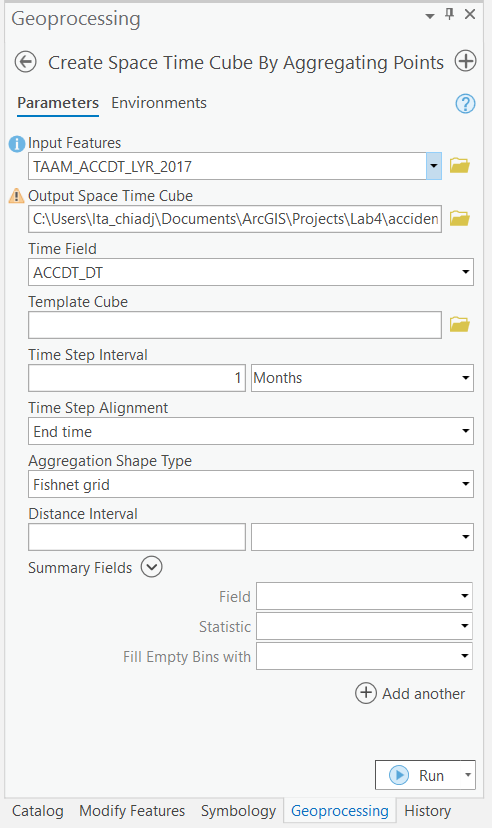 Geoprocessing
Create Space Time Cube By Aggregating Points
Parameters Environments
?
Input Features
TAAM_ACCDT_LYR_2017
Output Space Time Cube
C:\Users\lta_chiadj\Documents\ArcGIS\Projects\Lab4\acciden
Time Field
ACCDT_DT
Template Cube
Time Step Interval
1 Months
Time Step Alignment
End time
Aggregation Shape Type
Fishnet grid
Distance Interval
Summary Fields
Field
Statistic
Fill Empty Bins with
Add another
Run
Catalog Modify Features Symbology Geoprocessing History